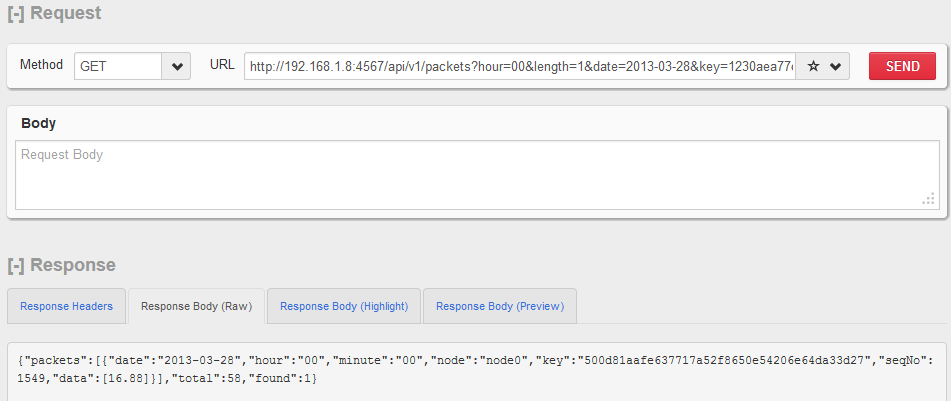 [-] Request
Method GET URL http://192.168.1.8:4567/api/v1/packets?hour=00&length=1&date=2013-03-28&key=1230aea77 SEND
Body
Request Body
[-] Response
Response Headers Response Body (Raw) Response Body (Highlight) Response Body (Preview)
{"packets":[{"date":"2013-03-28","hour":"00","minute":"00","node":"node0","key":"500d81aafe637717a52f8650e54206e64da33d27","seqNo":
1549,"data":[16.88]}],"total":58,"found":1}